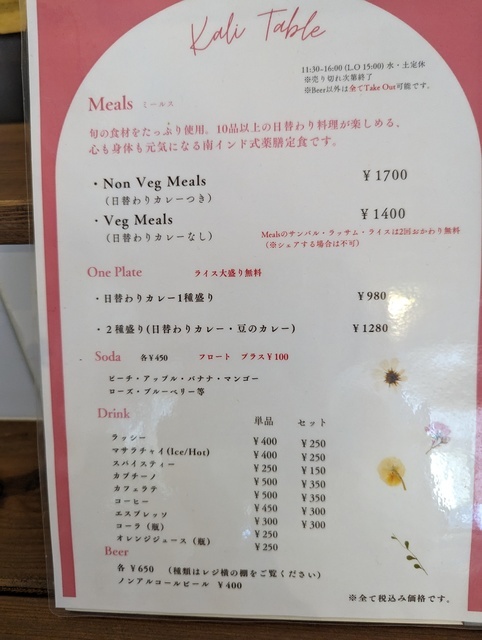 Kali Table
11:30-16:00 (L.O 15:00) 水・土定休
※売り切れ次第終了
※Beer以外は全てTake Out可能です。
Meals ミールス
旬の食材をたっぷり使用。10品以上の日替わり料理が楽しめる、
心も身体も元気になる南インド式薬膳定食です。
・Non Veg Meals ¥1700
(日替わりカレーつき)
・Veg Meals ¥1400
(日替わりカレーなし)
Mealsのサンバル・ラッサム・ライスは2回おかわり無料
(※シェアする場合は不可)
One Plate ライス大盛り無料
・日替わりカレー1種盛り ¥980
・2種盛り(日替わりカレー・豆のカレー) ¥1280
Soda 各¥450 フロート プラス¥100
ピーチ・アップル・バナナ・マンゴー
ローズ・ブルーベリー等
Drink 単品 セット
ラッシー ¥400 ¥250
マサラチャイ(Ice/Hot) ¥400 ¥250
スパイスティー ¥250 ¥150
カプチーノ ¥500 ¥350
カフェラテ ¥500 ¥350
コーヒー ¥450 ¥300
エスプレッソ ¥300 ¥300
コーラ(瓶) ¥250
オレンジジュース(瓶) ¥250
Beer
各¥650 (種類はレジ横の棚をご覧ください)
ノンアルコールビール ¥400
※全て税込み価格です。